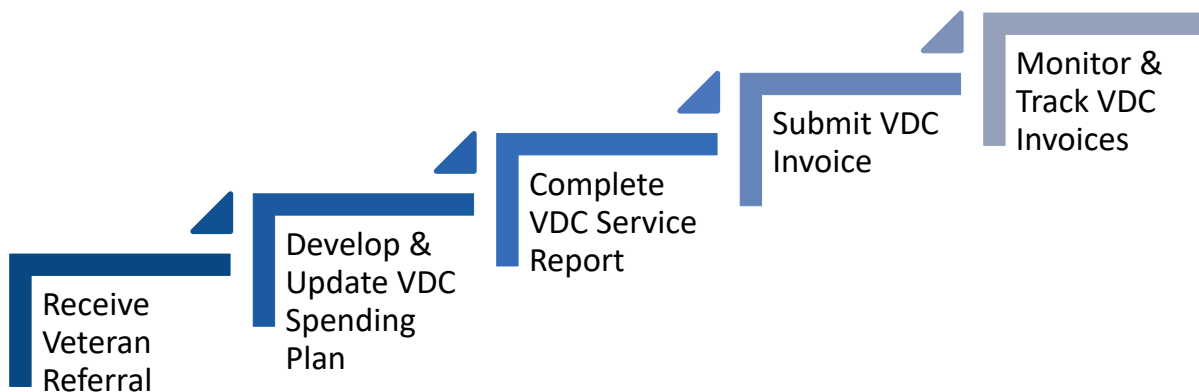 Receive
Veteran
Referral
Develop &
Update VDC
Spending
Plan
Complete
VDC Service
Report
Submit VDC
Invoice
Monitor &
Track VDC
Invoices